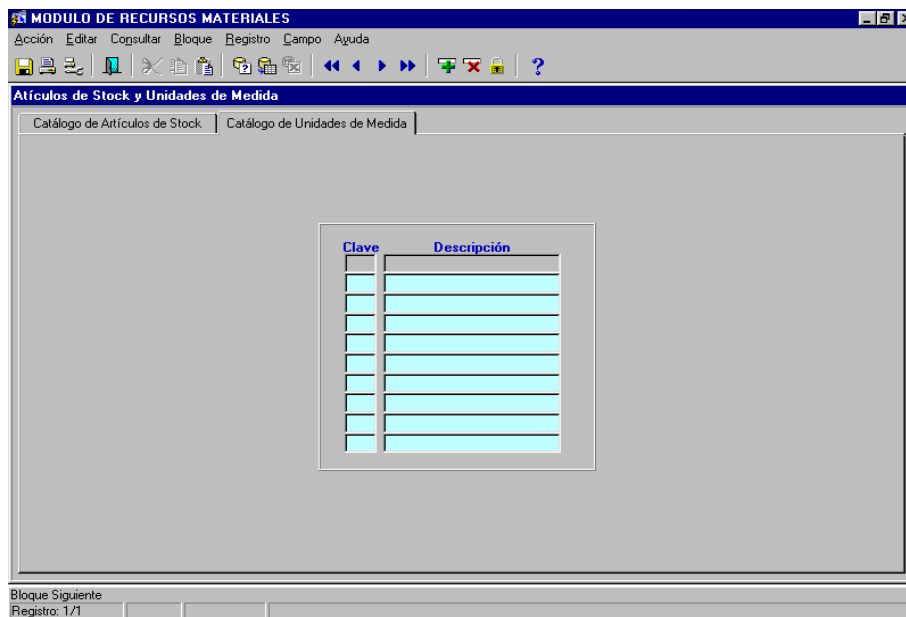 MODULO DE RECURSOS MATERIALES
Acción Editar Consultar Bloque Registro Campo Ayuda
?
Atículos de Stock y Unidades de Medida
Catálogo de Artículos de Stock Catálogo de Unidades de Medida
Clave Descripción
Bloque Siguiente
Registro: 1/1